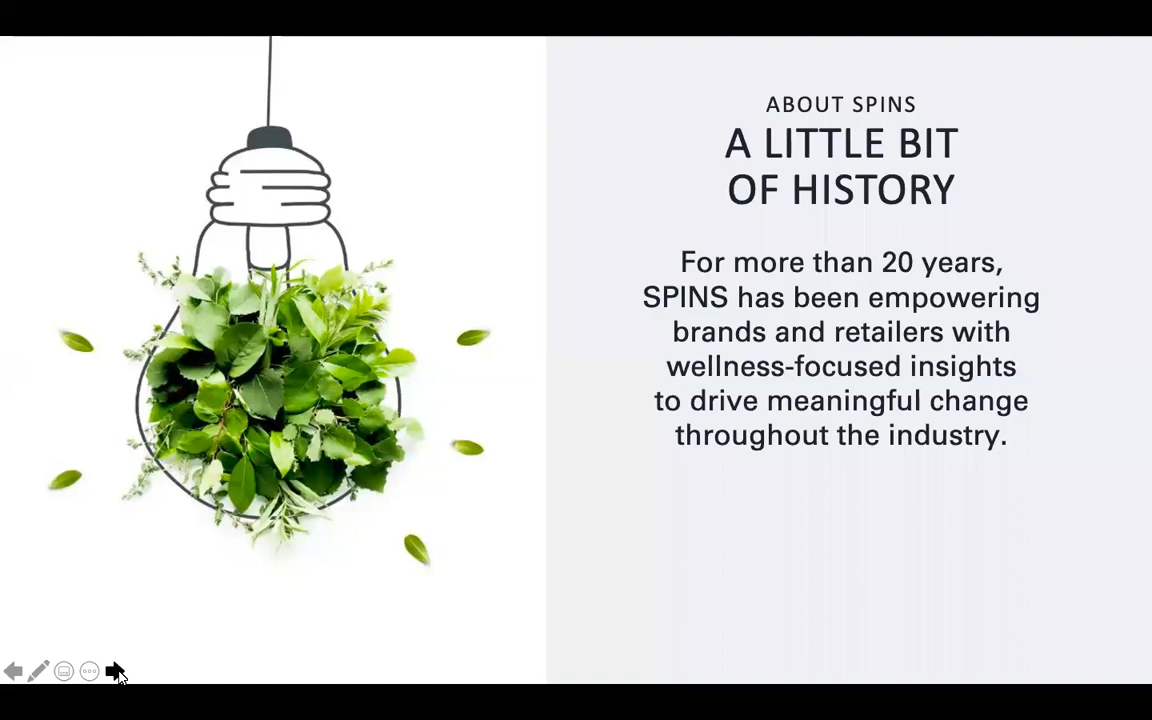 ABOUT SPINS
A LITTLE BIT
OF HISTORY
For more than 20 years,
SPINS has been empowering
brands and retailers with
wellness-focused insights
to drive meaningful change
throughout the industry.